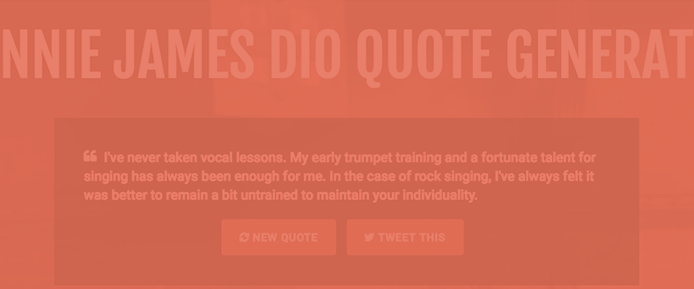 NNIE JAMES DIO QUOTE GENERAT
I've never taken vocal lessons. My early trumpet training and a fortunate talent for
singing has always been enough for me. In the case of rock singing, I've always felt it
was better to remain a bit untrained to maintain your individuality.
NEW QUOTE TWEET THIS